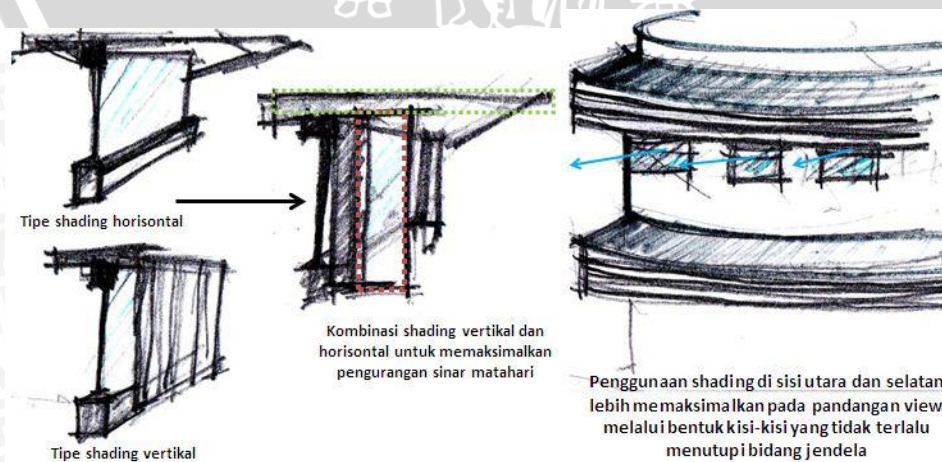 Tipe shading horisontal
Tipe shading vertikal
Kombinasi shading vertikal dan
horisontal untuk memaksimalkan
pengurangan sinar matahari
Penggunaan shading di sisi utara dan selatan
lebih memaksimalkan pada pandangan view
melalui bentuk kisi-kisi yang tidak terlalu
menutupi bidang jendela